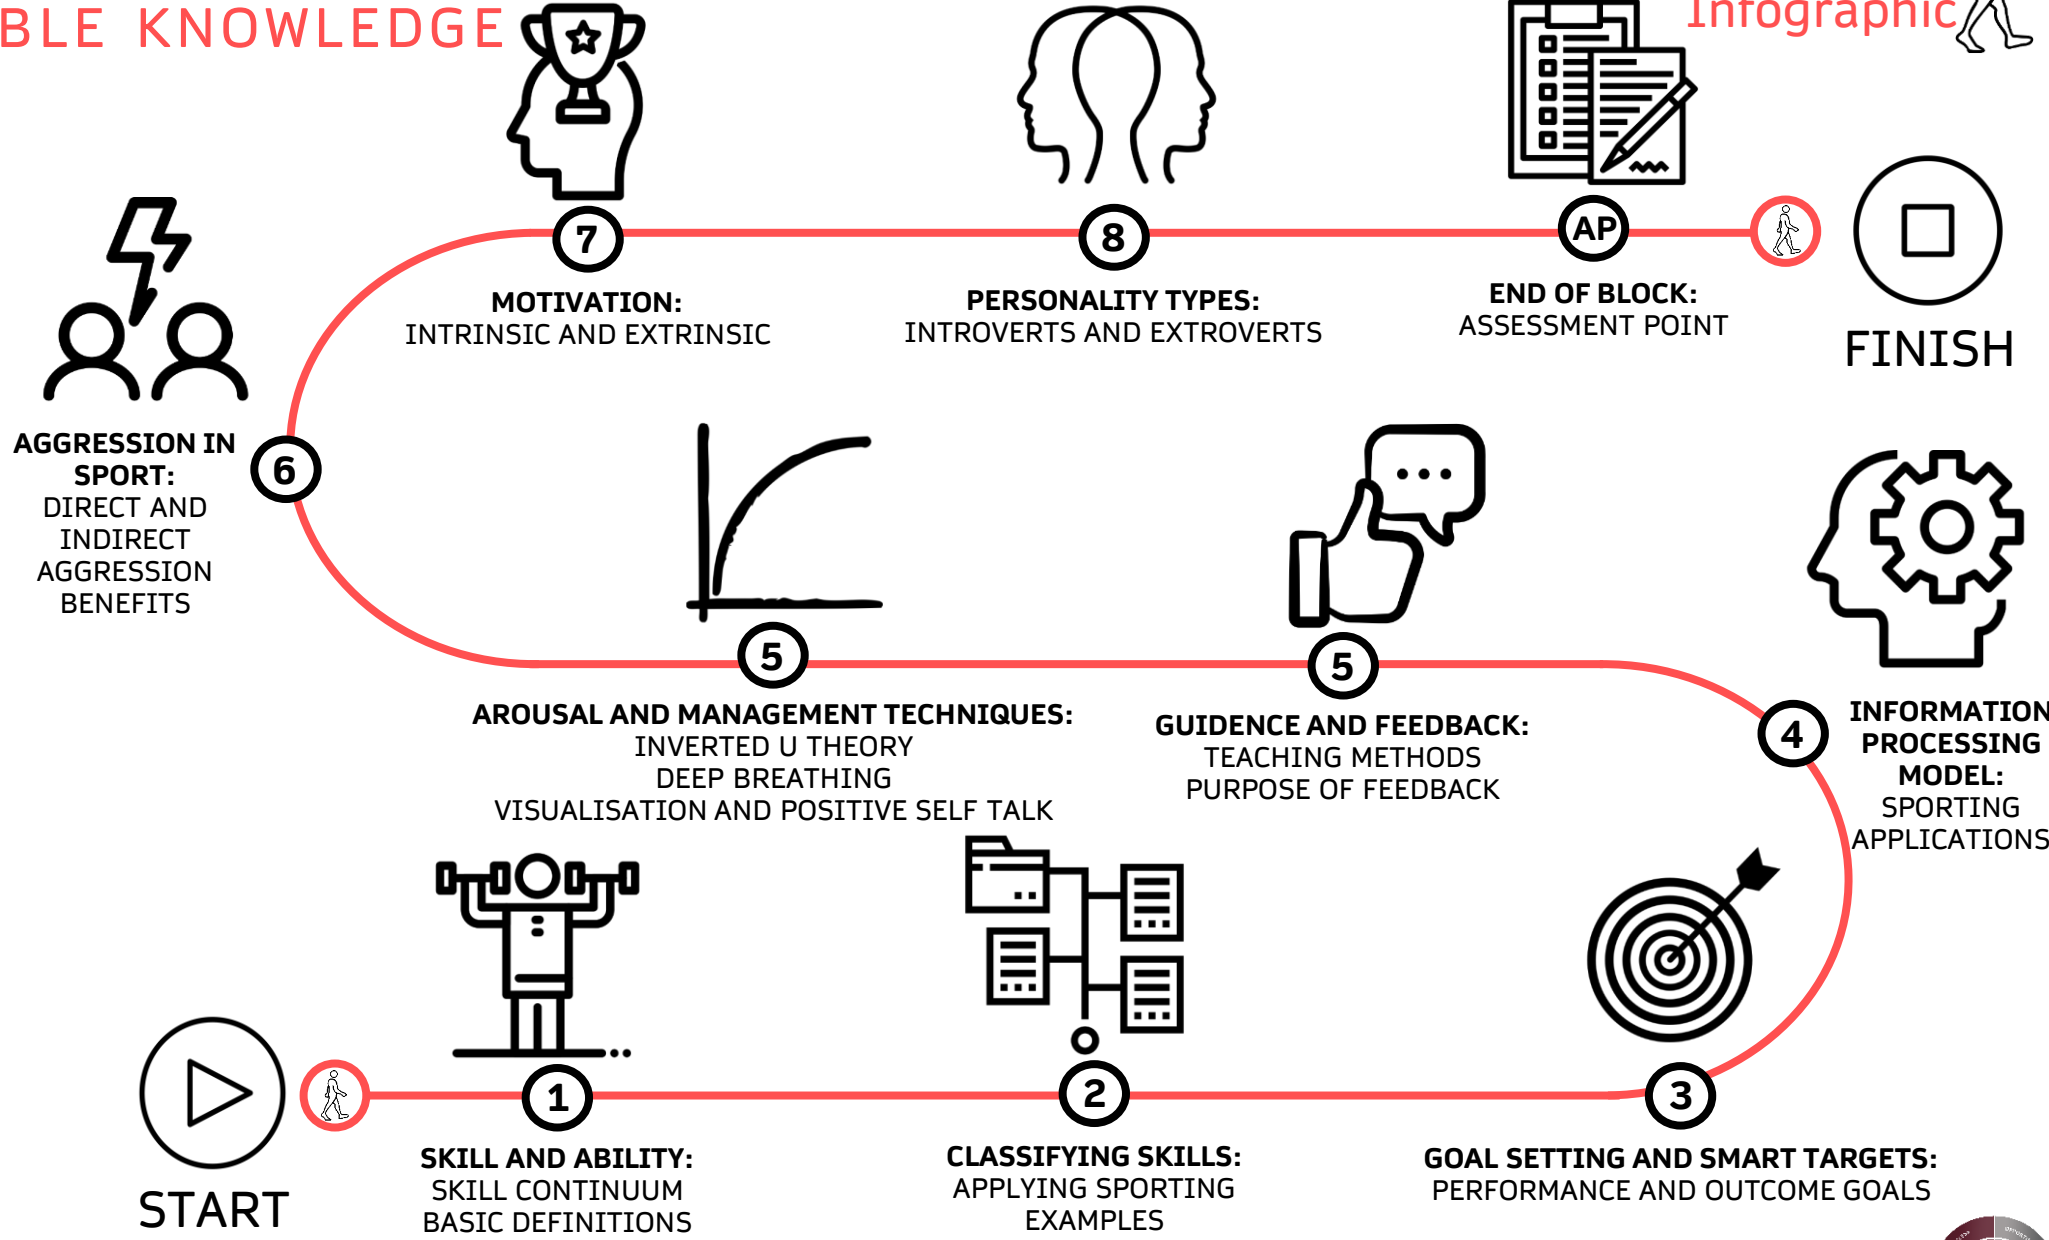 BLE KNOWLEDGE
Infographic
7
8
AP
MOTIVATION:
INTRINSIC AND EXTRINSIC
PERSONALITY TYPES:
INTROVERTS AND EXTROVERTS
END OF BLOCK:
ASSESSMENT POINT
FINISH
AGGRESSION IN
SPORT:
DIRECT AND
INDIRECT
AGGRESSION
BENEFITS
6
5
5
4
AROUSAL AND MANAGEMENT TECHNIQUES:
INVERTED U THEORY
DEEP BREATHING
VISUALISATION AND POSITIVE SELF TALK
GUIDENCE AND FEEDBACK:
TEACHING METHODS
PURPOSE OF FEEDBACK
INFORMATION
PROCESSING
MODEL:
SPORTING
APPLICATIONS
START
1
2
3
SKILL AND ABILITY:
SKILL CONTINUUM
BASIC DEFINITIONS
CLASSIFYING SKILLS:
APPLYING SPORTING
EXAMPLES
GOAL SETTING AND SMART TARGETS:
PERFORMANCE AND OUTCOME GOALS